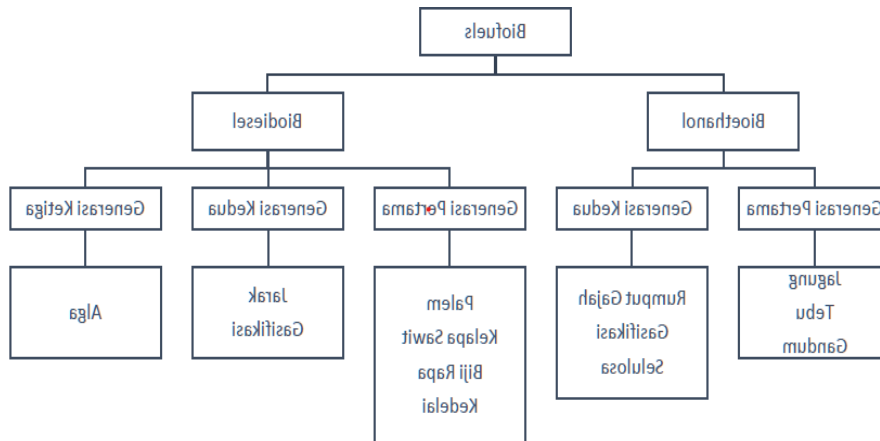 Biofuels
Biodiesel
Bioethanol
Generasi Ketiga
Generasi Kedua
Generasi Pertama
Generasi Kedua
Generasi Pertama
Alga
Jarak
Gasifikasi
Palem
Kelapa Sawit
Biji Rapa
Kedelai
Rumput Gajah
Gasifikasi
Selulosa
Jagung
Tebu
Gandum